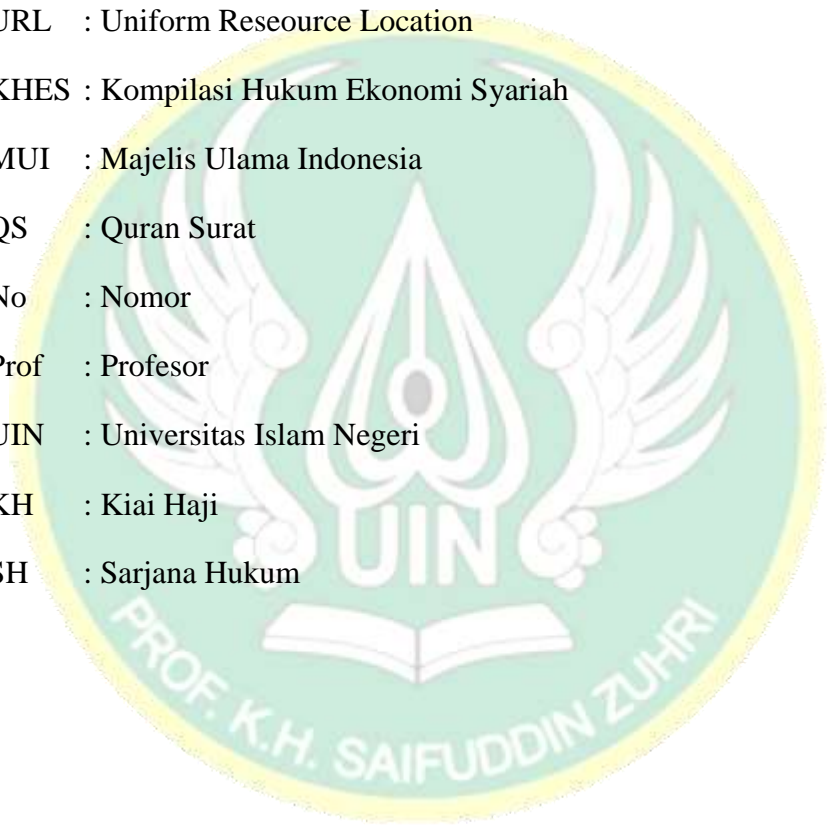 URL : Uniform Reseource Location
KHES : Kompilasi Hukum Ekonomi Syariah
MUI : Majelis Ulama Indonesia
QS : Quran Surat
No : Nomor
Prof : Profesor
UIN : Universitas Islam Negeri
KH : Kiai Haji
SH : Sarjana Hukum
UIN
PROF. K.H. SAIFUDDIN ZUHRI